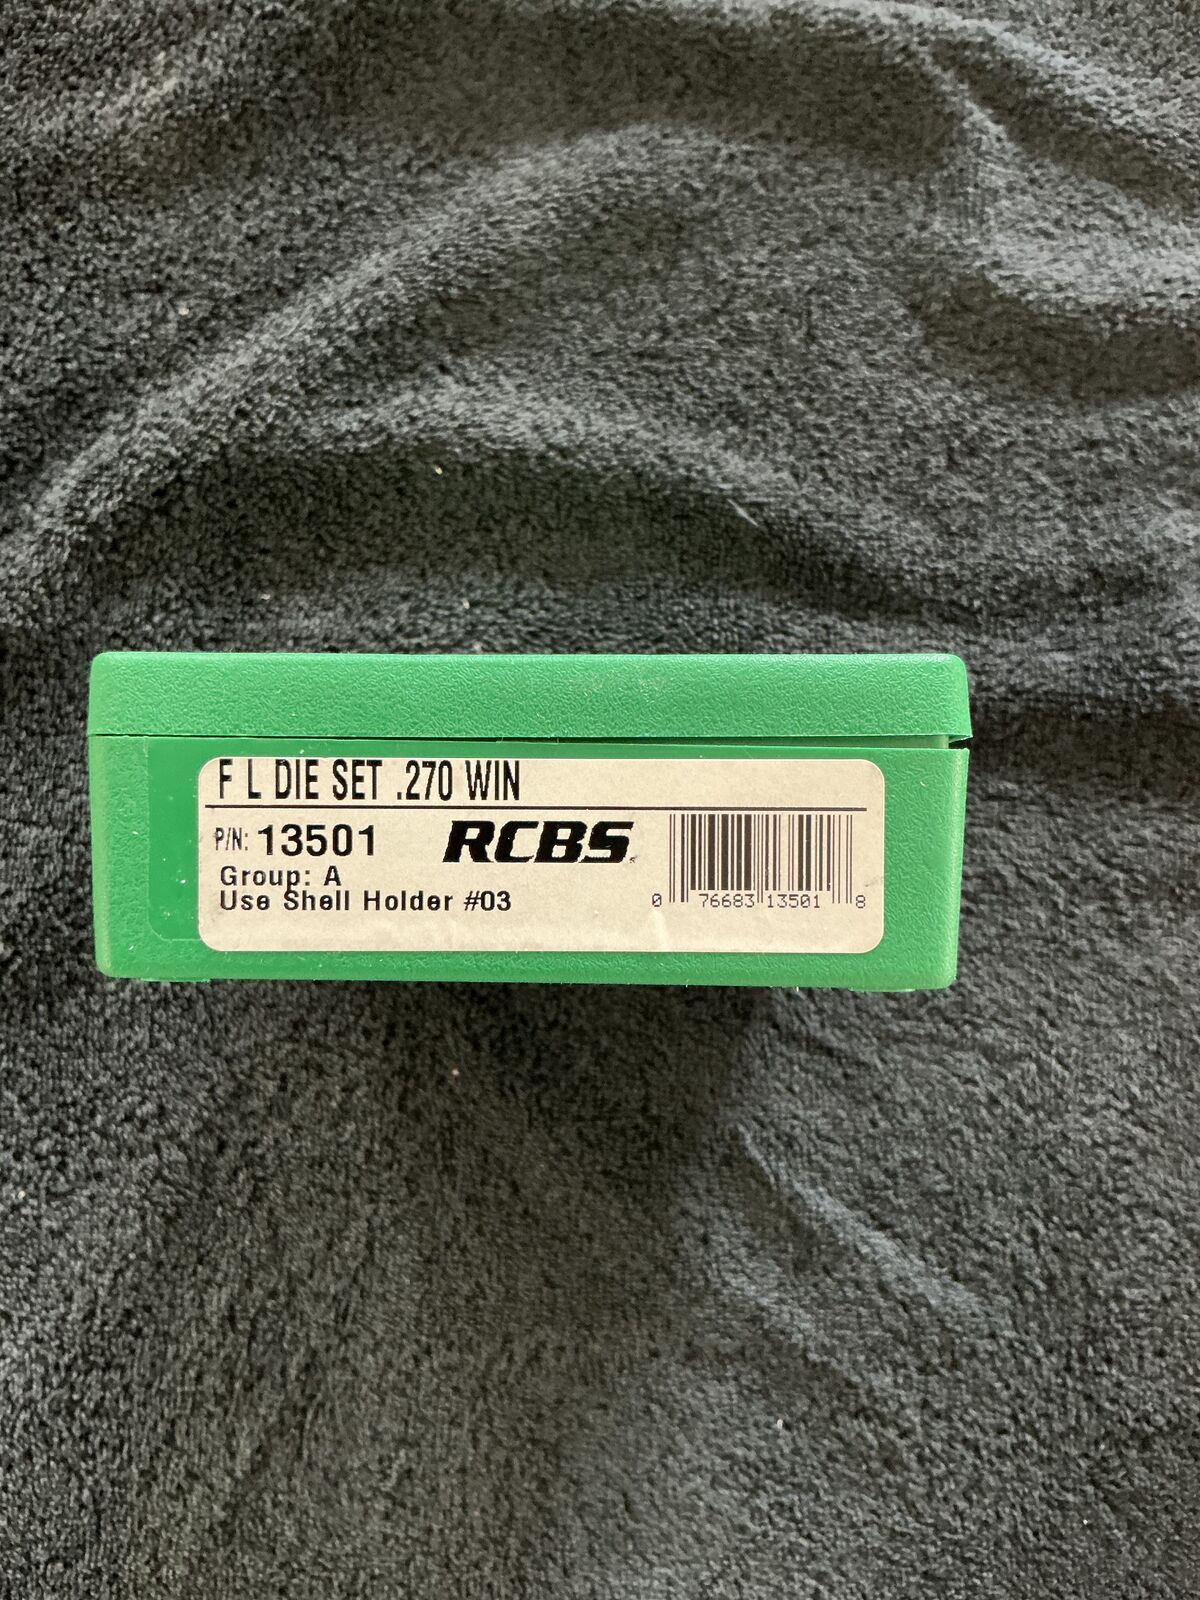 F L DIE SET .270 WIN
P/N: 13501
RCBS
Group: A
Use Shell Holder #03
0 76683 13501 8